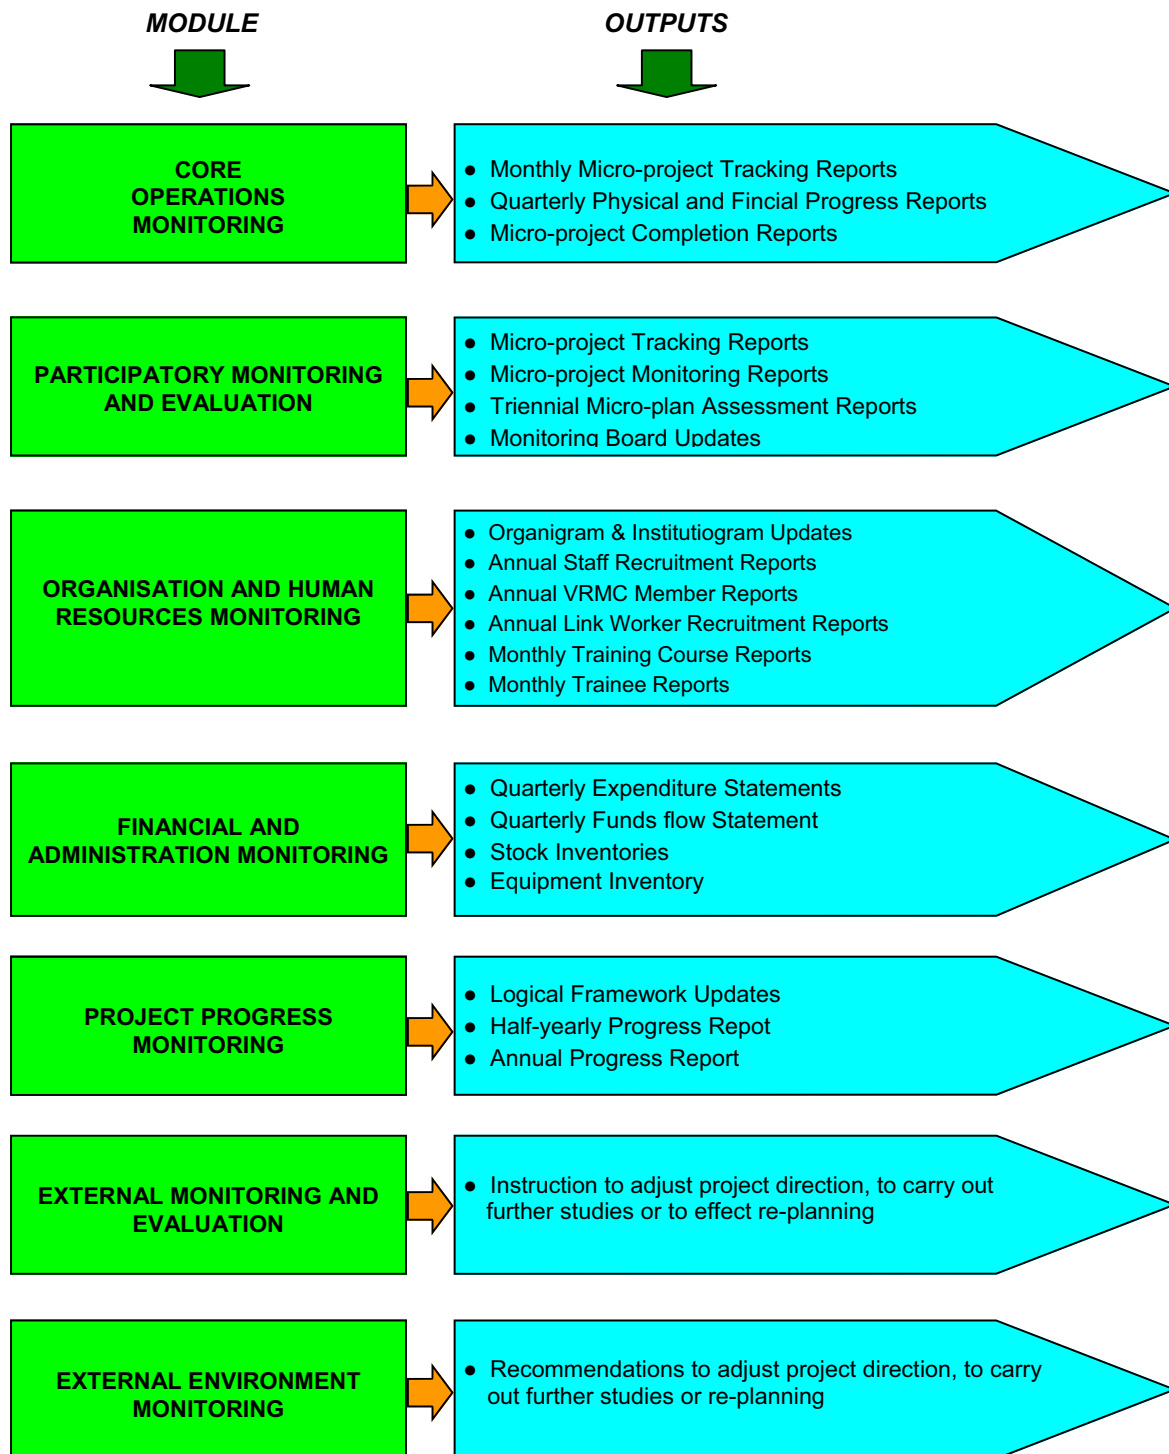 MODULE
OUTPUTS
CORE
OPERATIONS
MONITORING
● Monthly Micro-project Tracking Reports
● Quarterly Physical and Fincial Progress Reports
● Micro-project Completion Reports
PARTICIPATORY MONITORING
AND EVALUATION
● Micro-project Tracking Reports
● Micro-project Monitoring Reports
● Triennial Micro-plan Assessment Reports
● Monitoring Board Updates
ORGANISATION AND HUMAN
RESOURCES MONITORING
● Organigram & Institutiogram Updates
● Annual Staff Recruitment Reports
● Annual VRMC Member Reports
● Annual Link Worker Recruitment Reports
● Monthly Training Course Reports
● Monthly Trainee Reports
FINANCIAL AND
ADMINISTRATION MONITORING
● Quarterly Expenditure Statements
● Quarterly Funds flow Statement
● Stock Inventories
● Equipment Inventory
PROJECT PROGRESS
MONITORING
● Logical Framework Updates
● Half-yearly Progress Repot
● Annual Progress Report
EXTERNAL MONITORING AND
EVALUATION
● Instruction to adjust project direction, to carry out
further studies or to effect re-planning
EXTERNAL ENVIRONMENT
MONITORING
● Recommendations to adjust project direction, to carry
out further studies or re-planning